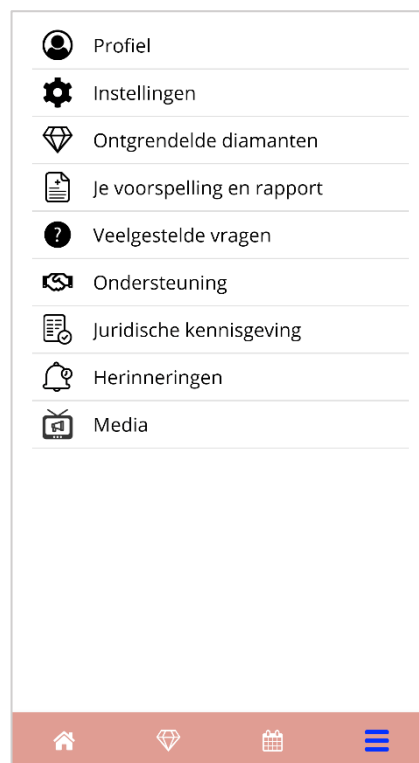 Profiel
Instellingen
Ontgrendelde diamanten
Je voorspelling en rapport
Veelgestelde vragen
Ondersteuning
Juridische kennisgeving
Herinneringen
Media